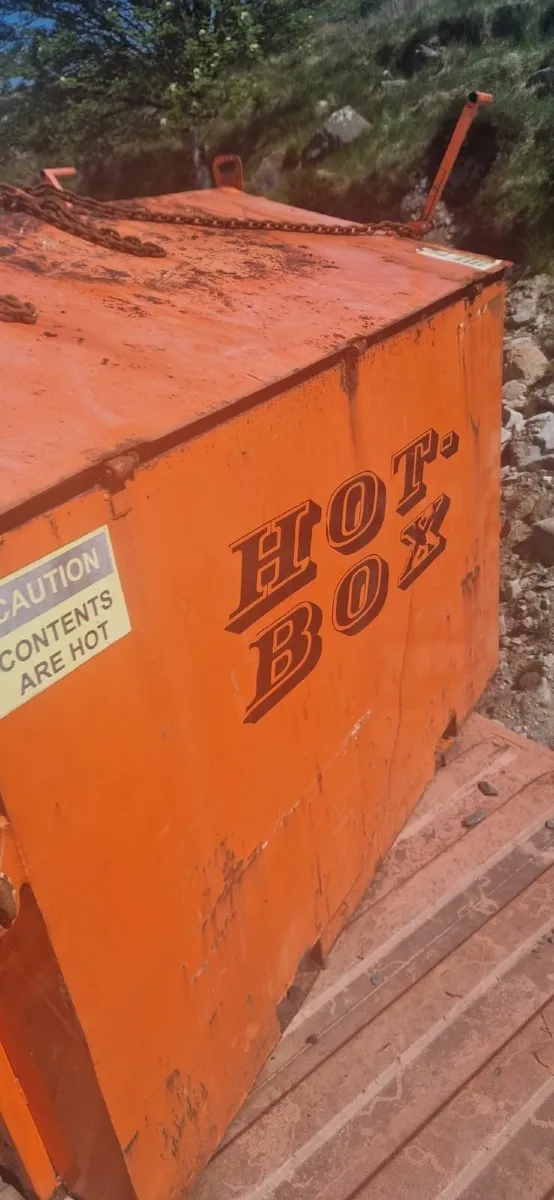 HOT-
BOX
CAUTION
CONTENTS
ARE HOT